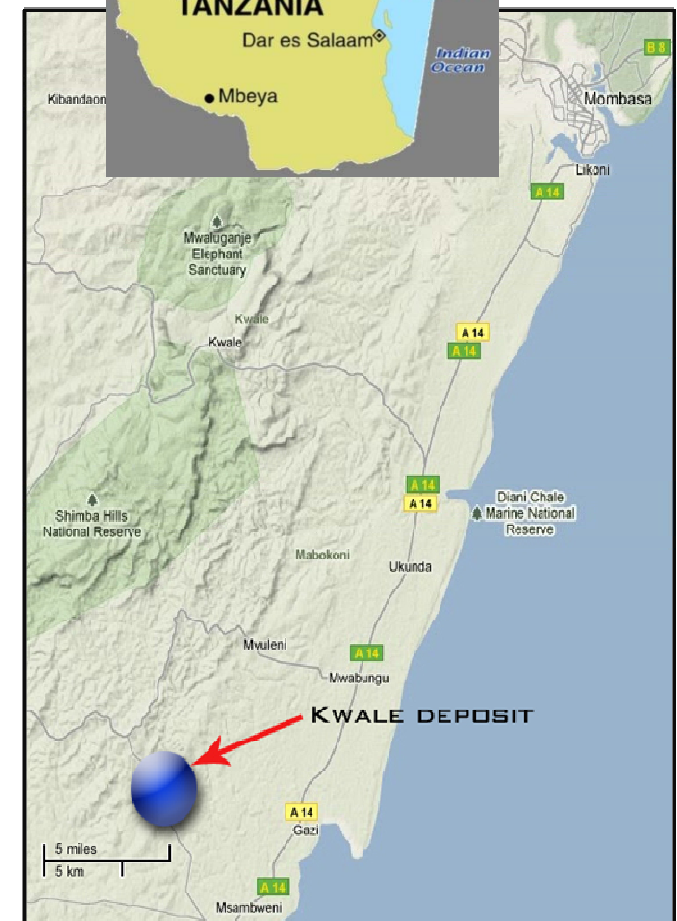 TANZANIA
Dar es Salaam
Indian
Ocean
Mbeya
B 8
Mombasa
Likoni
A 14
Mwaluganje
Elephant
Sanctuary
Kwale
A 14
Kwale
A 14
A 14
A 14
Diani Chale
Marine National
Reserve
Shimba Hills
National Reserve
Mabokoni
Ukunda
Mvuleni
A 14
Mwabungu
KWALE DEPOSIT
A 14
Gazi
5 miles
5 km
A 14
Msambweni